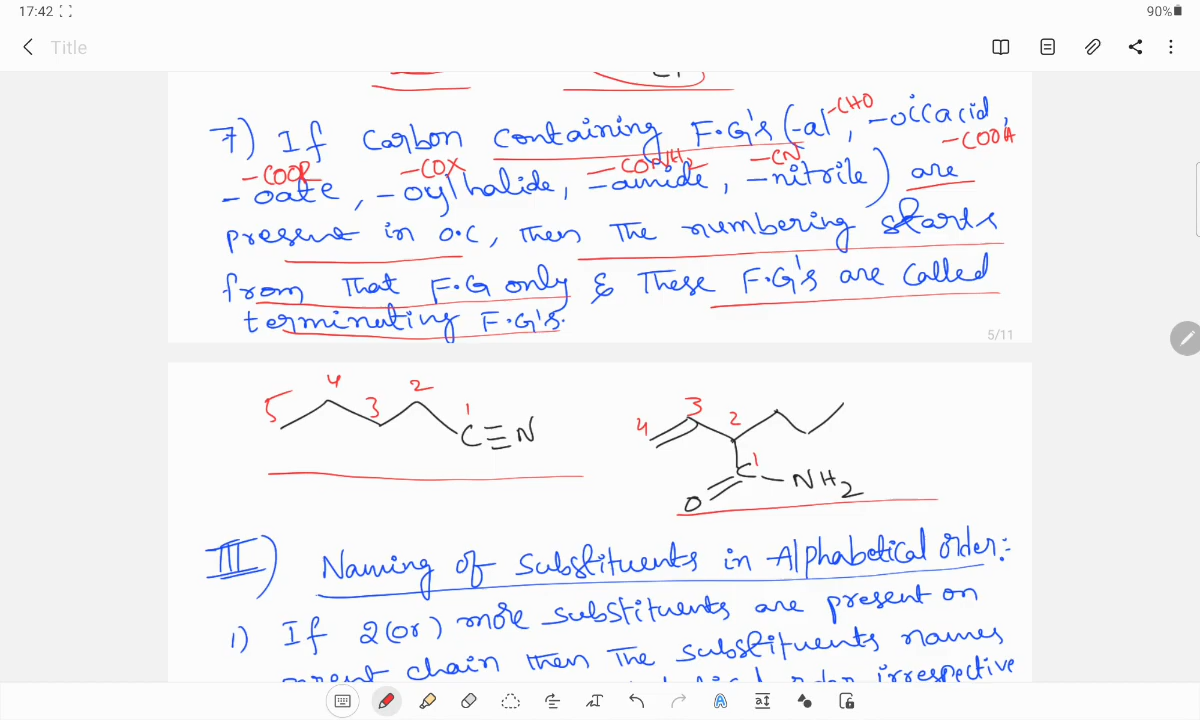 17:42
90%
Title
7) If Carbon containing F.G's (-al -CHO, -oic acid,
-COOR -COX -CONH2 -CN -COOH
-oate, -oylhalide, -amide, -nitrile) are
present in O.C, then the numbering starts
from that F.G only & these F.G's are called
terminating F.G's.
5/11
5 4 3 2 1
C≡N
4 3 2 1
C-NH2
O
III) Naming of substituents in Alphabetical order:-
1) If 2(or) more substituents are present on
parent chain then the substituents names
order irrespective